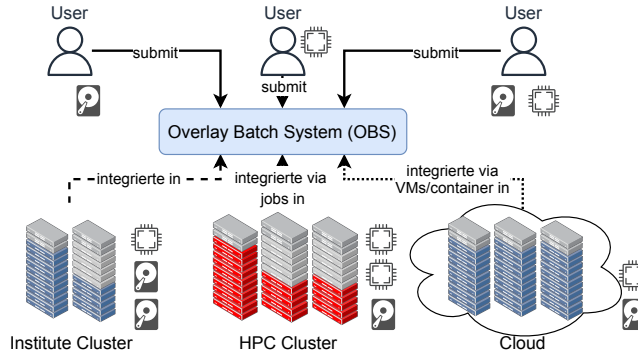 User
User
User
submit
submit
submit
Overlay Batch System (OBS)
integrierte in
integrierte via
jobs in
integrierte via
VMs/container in
Institute Cluster
HPC Cluster
Cloud